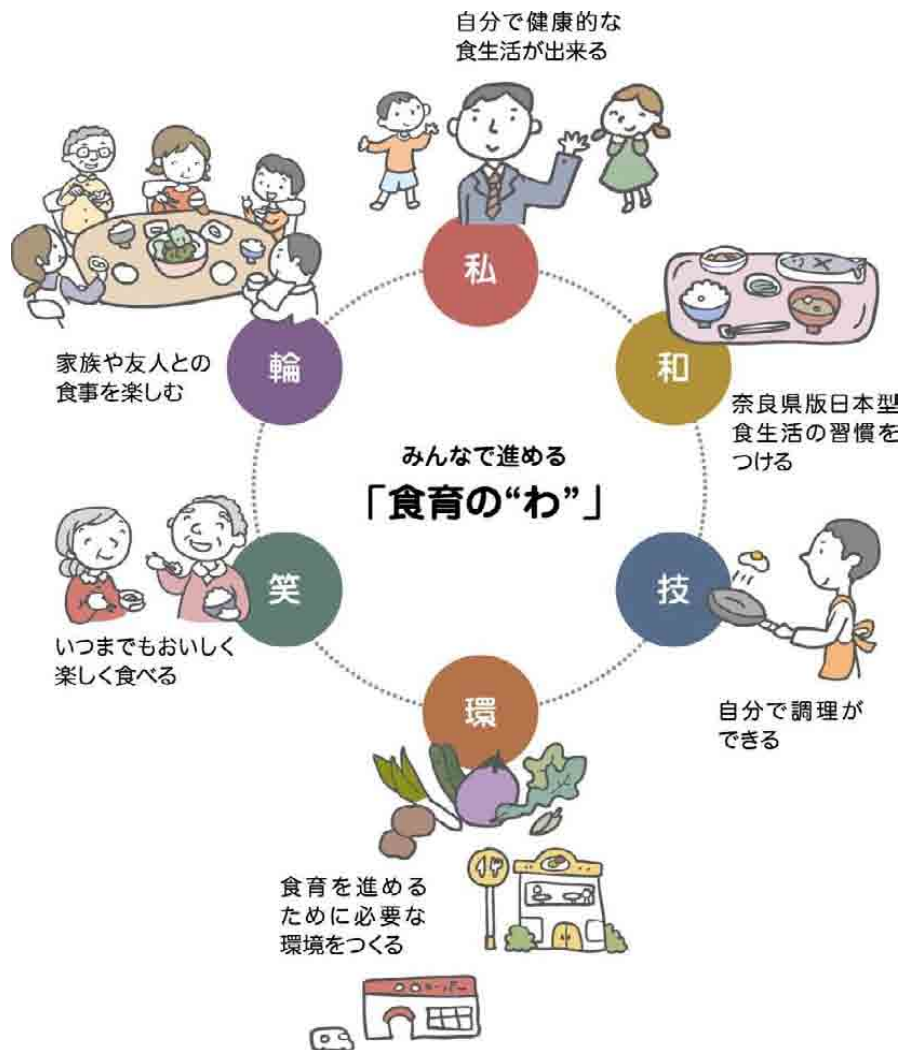 自分で健康的な
食生活が出来る
私
和
奈良県版日本型
食生活の習慣を
つける
技
自分で調理が
できる
環
食育を進める
ために必要な
環境をつくる
笑
いつまでもおいしく
楽しく食べる
輪
家族や友人との
食事を楽しむ
みんなで進める
「食育の“わ”」